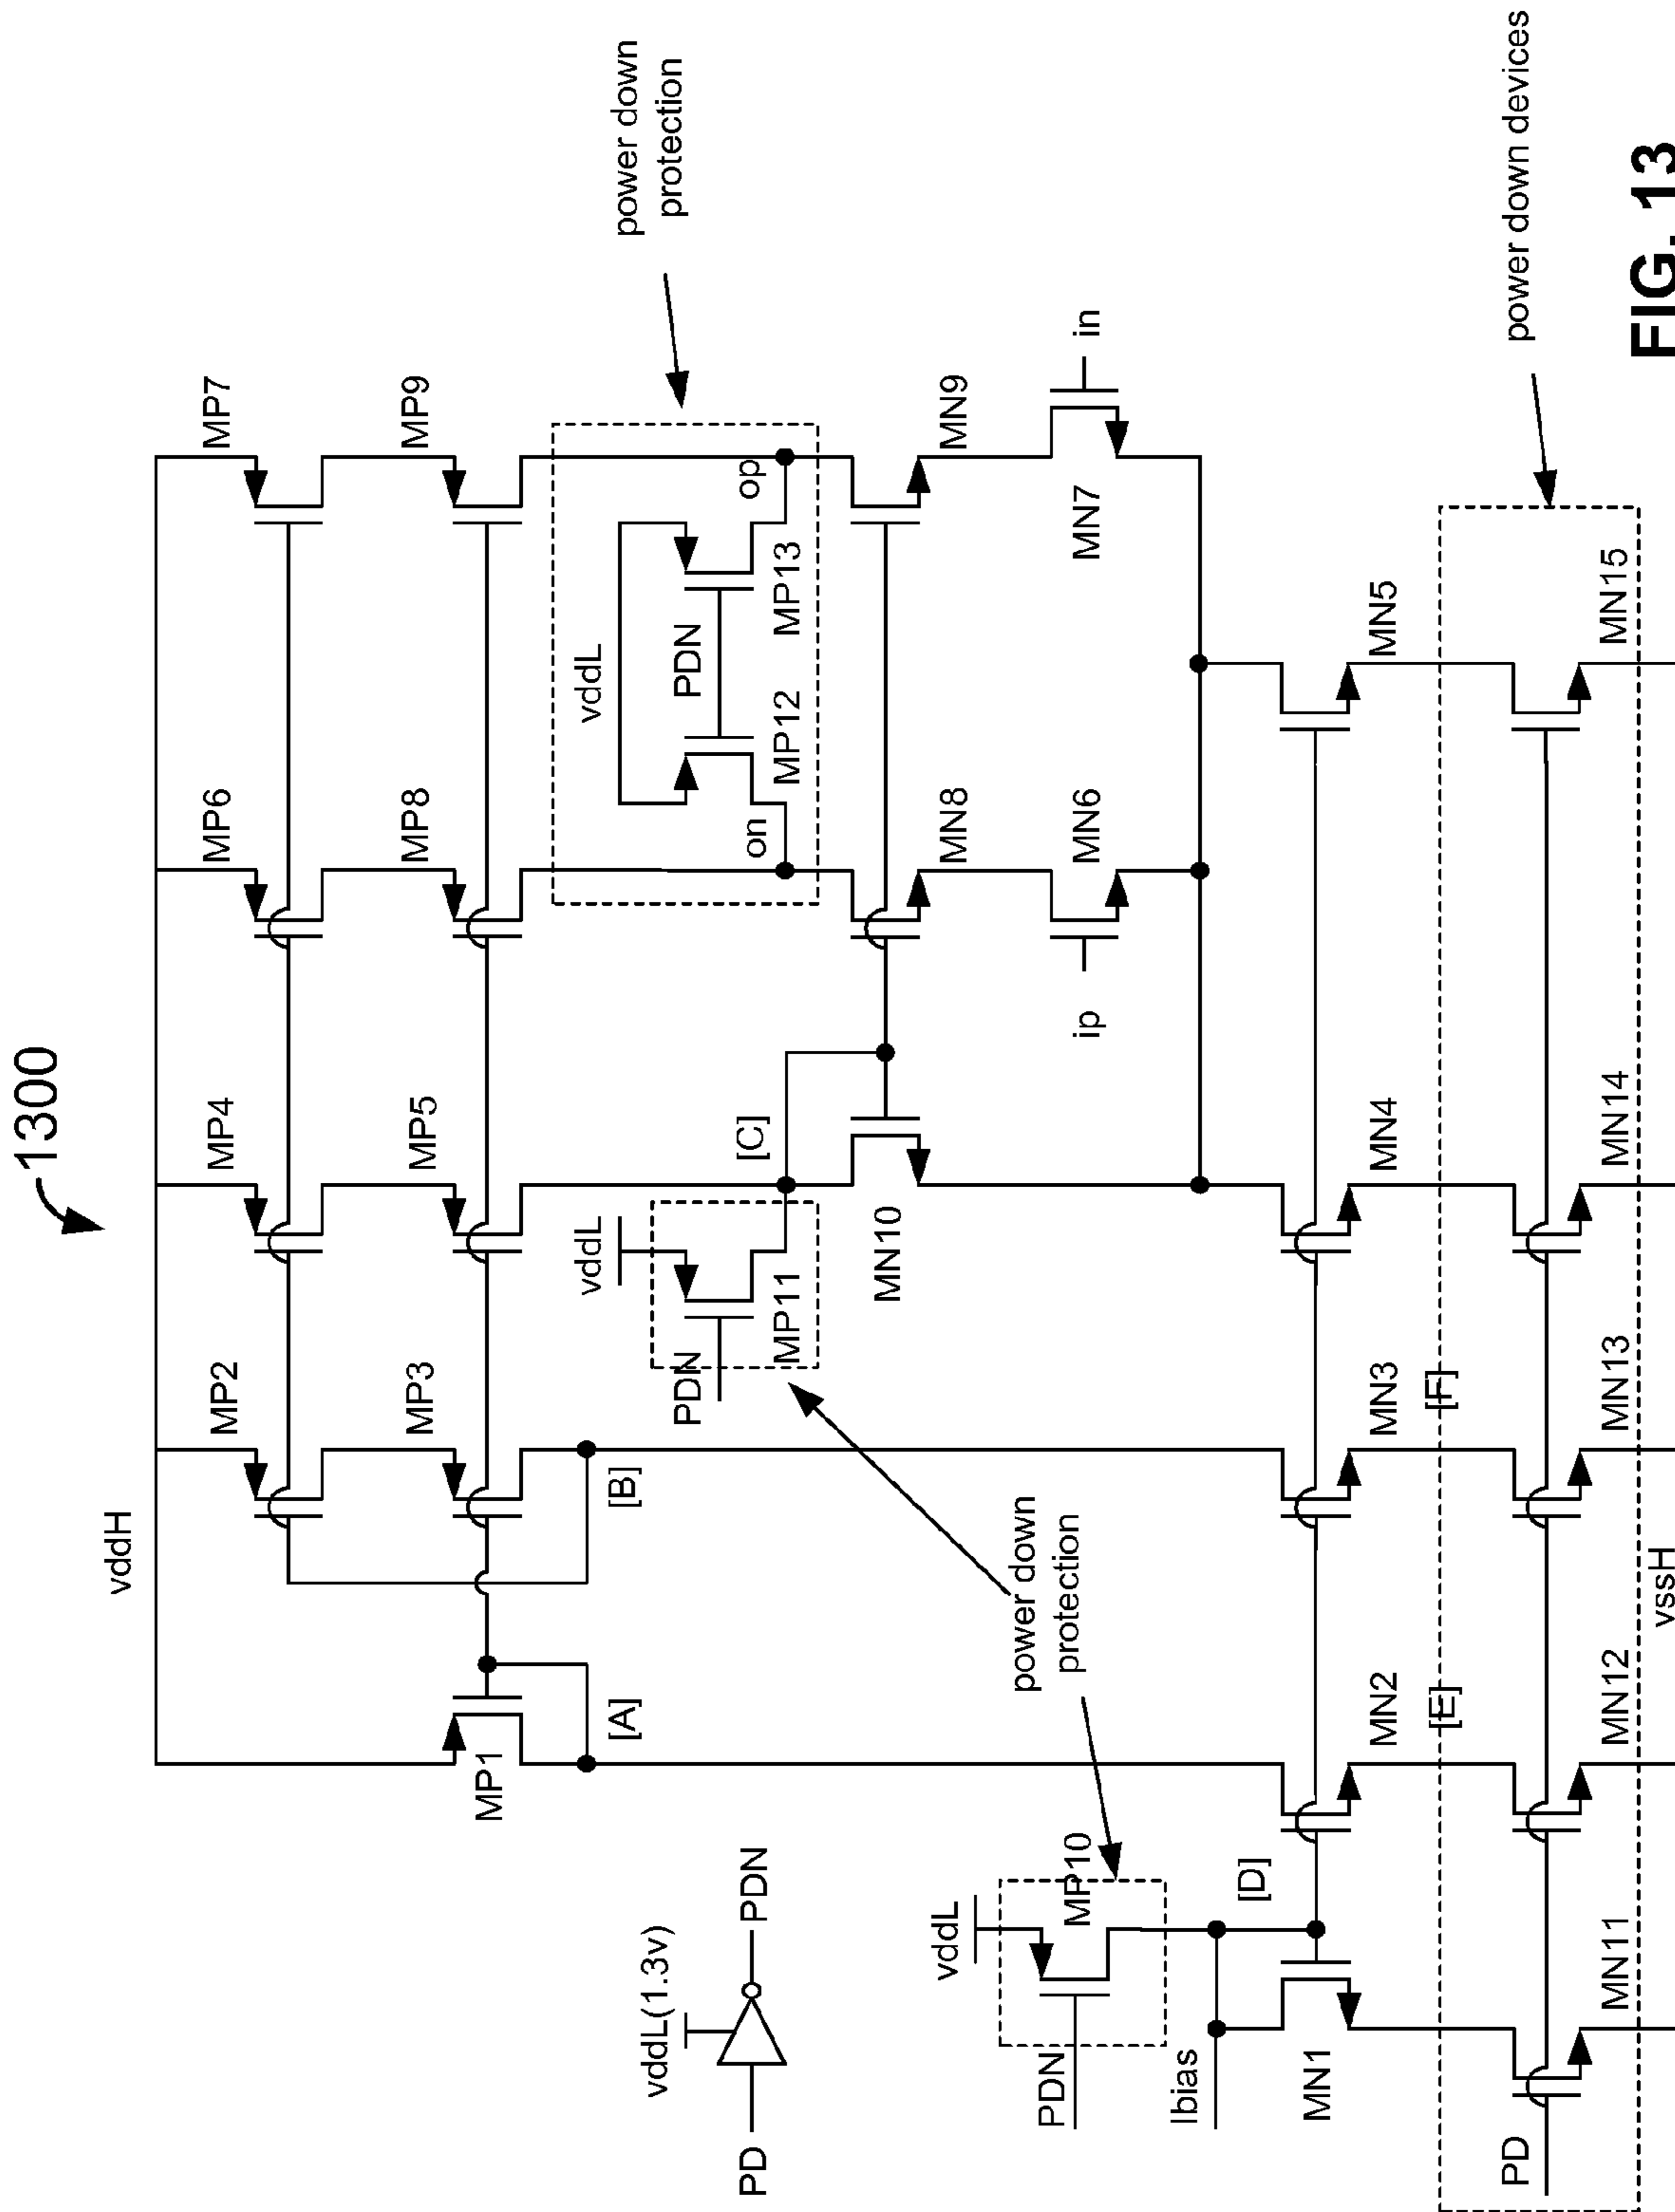 1300
vddH
MP2
MP4
MP6
MP7
MP1
MP3
MP5
MP8
MP9
power down
protection
[A]
[B]
[C]
vddL
PDN
MP11
vddL
PDN
MP12
MP13
on
op
vddL(1.3v)
PD
PDN
power down
protection
vddL
PDN
MP10
MN10
MN8
MN9
ip
MN6
MN7
in
Ibias
[D]
MN1
MN2
MN3
MN4
MN5
[E]
[F]
PD
MN11
MN12
MN13
MN14
MN15
power down devices
vssH
FIG. 13